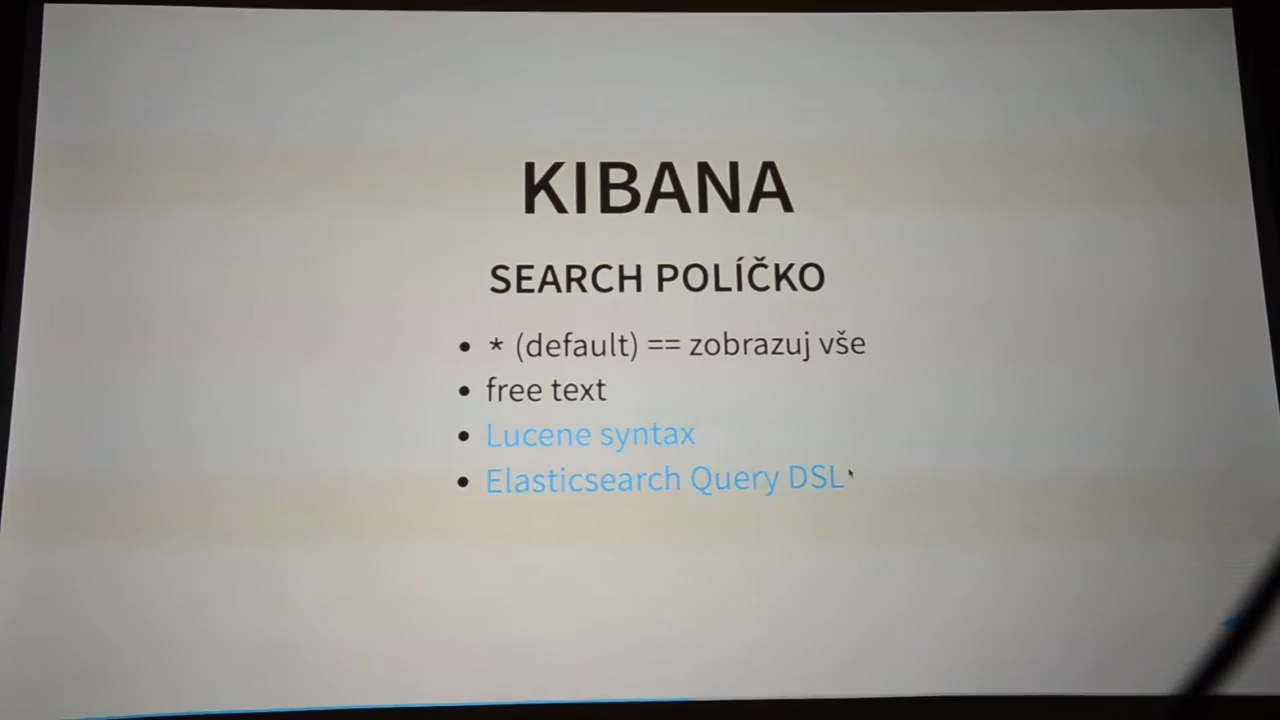 KIBANA
SEARCH POLÍČKO
* (default) == zobrazuj vše
free text
Lucene syntax
Elasticsearch Query DSL